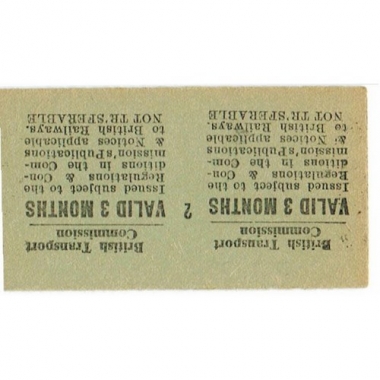 British Transport
Commission
VALID 3 MONTHS
Issued subject to the
Regulations & Con-
ditions in the Com-
mission's Publications
& Notices applicable
to British Railways.
NOT TR'SFERABLE
2
British Transport
Commission
VALID 3 MONTHS
Issued subject to the
Regulations & Con-
ditions in the Com-
mission's Publications
& Notices applicable
to British Railways.
NOT TR'SFERABLE